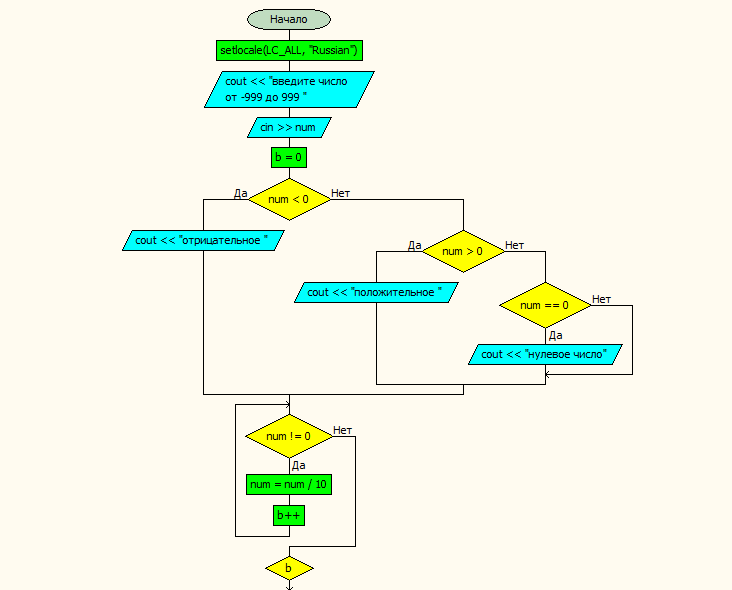 Начало
setlocale(LC_ALL, "Russian")
cout << "введите число
от -999 до 999 "
cin >> num
b = 0
Да
num < 0
Нет
cout << "отрицательное "
Да
num > 0
Нет
cout << "положительное "
num == 0
Нет
Да
cout << "нулевое число"
num != 0
Нет
Да
num = num / 10
b++
b